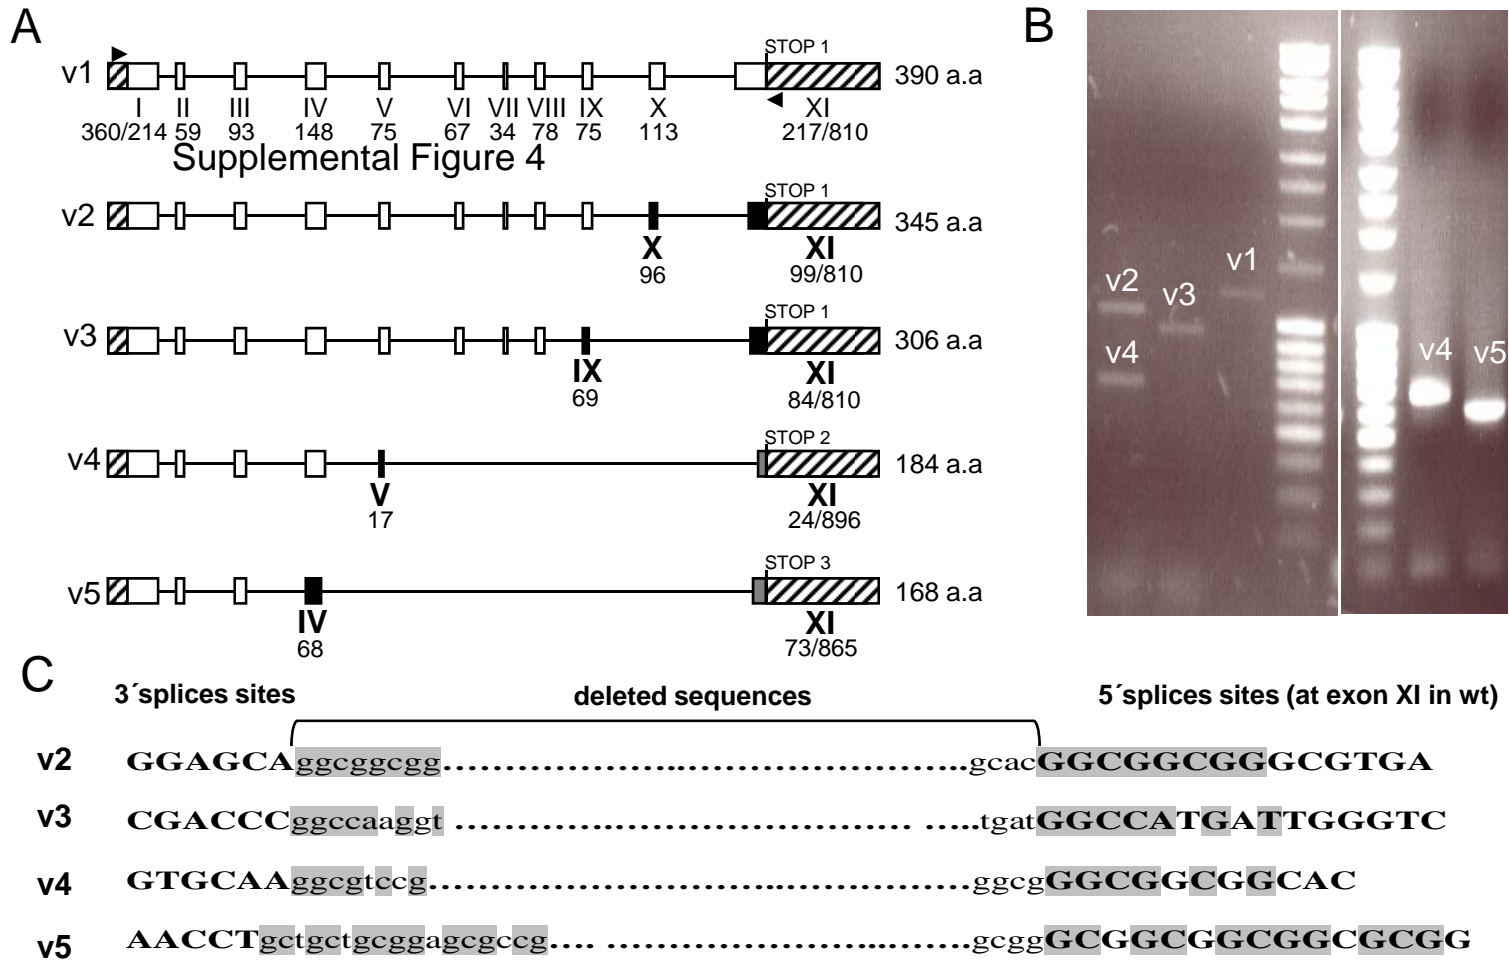 A
v1
STOP 1
390 a.a
I II III IV V VI VII VIII IX X XI
360/214 59 93 148 75 67 34 78 75 113 217/810
Supplemental Figure 4
v2
STOP 1
345 a.a
X XI
96 99/810
v3
STOP 1
306 a.a
IX XI
69 84/810
v4
STOP 2
184 a.a
V XI
17 24/896
v5
STOP 3
168 a.a
IV XI
68 73/865
B
v2 v3 v1
v4
v4 v5
C
3´splices sites deleted sequences 5´splices sites (at exon XI in wt)
v2 GGAGCAggcggcgg..........................................................gcacGGCGGCGGGCGTGA
v3 CGACCCggccaaggt ................................................ .....tgatGGCCATGATTGGGTC
v4 GTGCAAggcgtccg...........................................................ggcgGGCGGCGGCAC
v5 AACCTgctgctgcggagcgccg.... ....................................gcggGCGGCGGCGGCGCGG